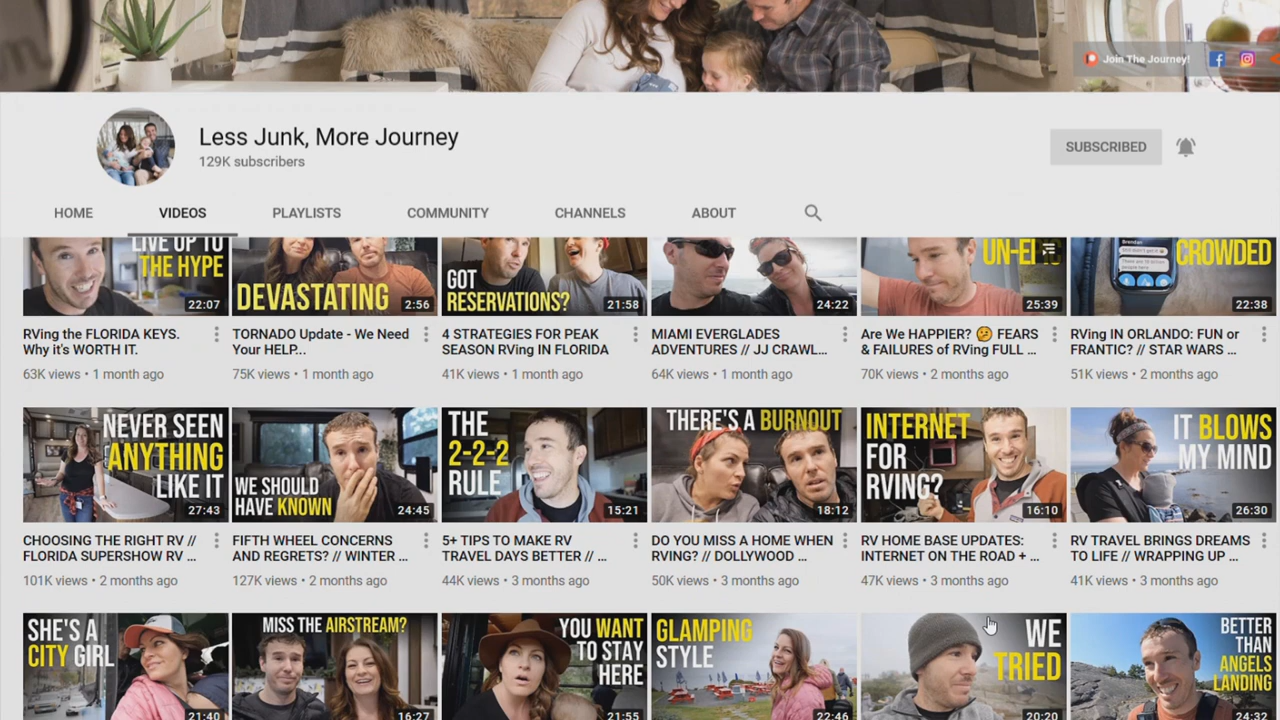 Join The Journey!
Less Junk, More Journey
129K subscribers
SUBSCRIBED
HOME
VIDEOS
PLAYLISTS
COMMUNITY
CHANNELS
ABOUT
LIVE UP TO
THE HYPE
22:07
DEVASTATING
2:56
GOT
RESERVATIONS?
21:58
24:22
25:39
CROWDED
22:38
RVing the FLORIDA KEYS.
Why it's WORTH IT.
63K views • 1 month ago
TORNADO Update - We Need
Your HELP...
75K views • 1 month ago
4 STRATEGIES FOR PEAK
SEASON RVing IN FLORIDA
41K views • 1 month ago
MIAMI EVERGLADES
ADVENTURES // JJ CRAWL...
64K views • 1 month ago
Are We HAPPIER? 🤔 FEARS
& FAILURES of RVing FULL ...
70K views • 2 months ago
RVing IN ORLANDO: FUN or
FRANTIC? // STAR WARS ...
51K views • 2 months ago
NEVER SEEN
ANYTHING
LIKE IT
27:43
WE SHOULD
HAVE KNOWN
24:45
THE
2-2-2
RULE
15:21
THERE'S A BURNOUT
18:12
INTERNET
FOR
RVING?
16:10
IT BLOWS
MY MIND
26:30
CHOOSING THE RIGHT RV //
FLORIDA SUPERSHOW RV ...
101K views • 2 months ago
FIFTH WHEEL CONCERNS
AND REGRETS? // WINTER ...
127K views • 2 months ago
5+ TIPS TO MAKE RV
TRAVEL DAYS BETTER // ...
44K views • 3 months ago
DO YOU MISS A HOME WHEN
RVING? // DOLLYWOOD ...
50K views • 3 months ago
RV HOME BASE UPDATES:
INTERNET ON THE ROAD + ...
47K views • 3 months ago
RV TRAVEL BRINGS DREAMS
TO LIFE // WRAPPING UP ...
41K views • 3 months ago
SHE'S A
CITY GIRL
21:40
MISS THE AIRSTREAM?
16:27
YOU WANT
TO STAY
HERE
21:55
GLAMPING
STYLE
22:46
WE
TRIED
20:20
BETTER
THAN
ANGELS
LANDING
24:32